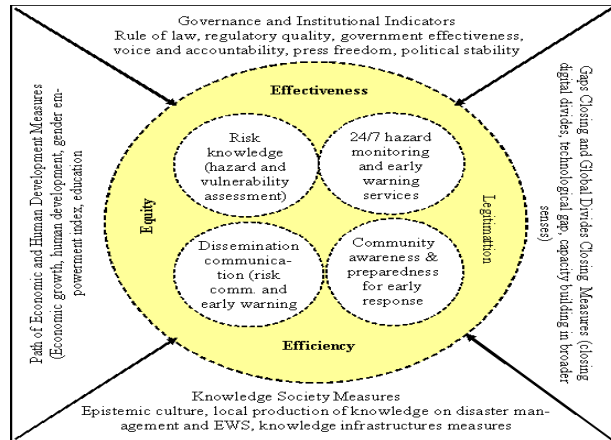 Governance and Institutional Indicators
Rule of law, regulatory quality, government effectiveness,
voice and accountability, press freedom, political stability
Effectiveness
Risk
knowledge
(hazard and
vulnerability
assessment)
24/7 hazard
monitoring
and early
warning
services
Equity
Legitimation
Dissemination
communica-
tion (risk
comm. and
early warning
Community
awareness &
preparedness
for early
response
Efficiency
Path of Economic and Human Development Measures
(Economic growth, human development, gender em-
powerment index, education
Gaps Closing and Global Divides Closing Measures (closing
digital divides, technological gap, capacity building in broader
senses)
Knowledge Society Measures
Epistemic culture, local production of knowledge on disaster man-
agement and EWS, knowledge infrastructures measures